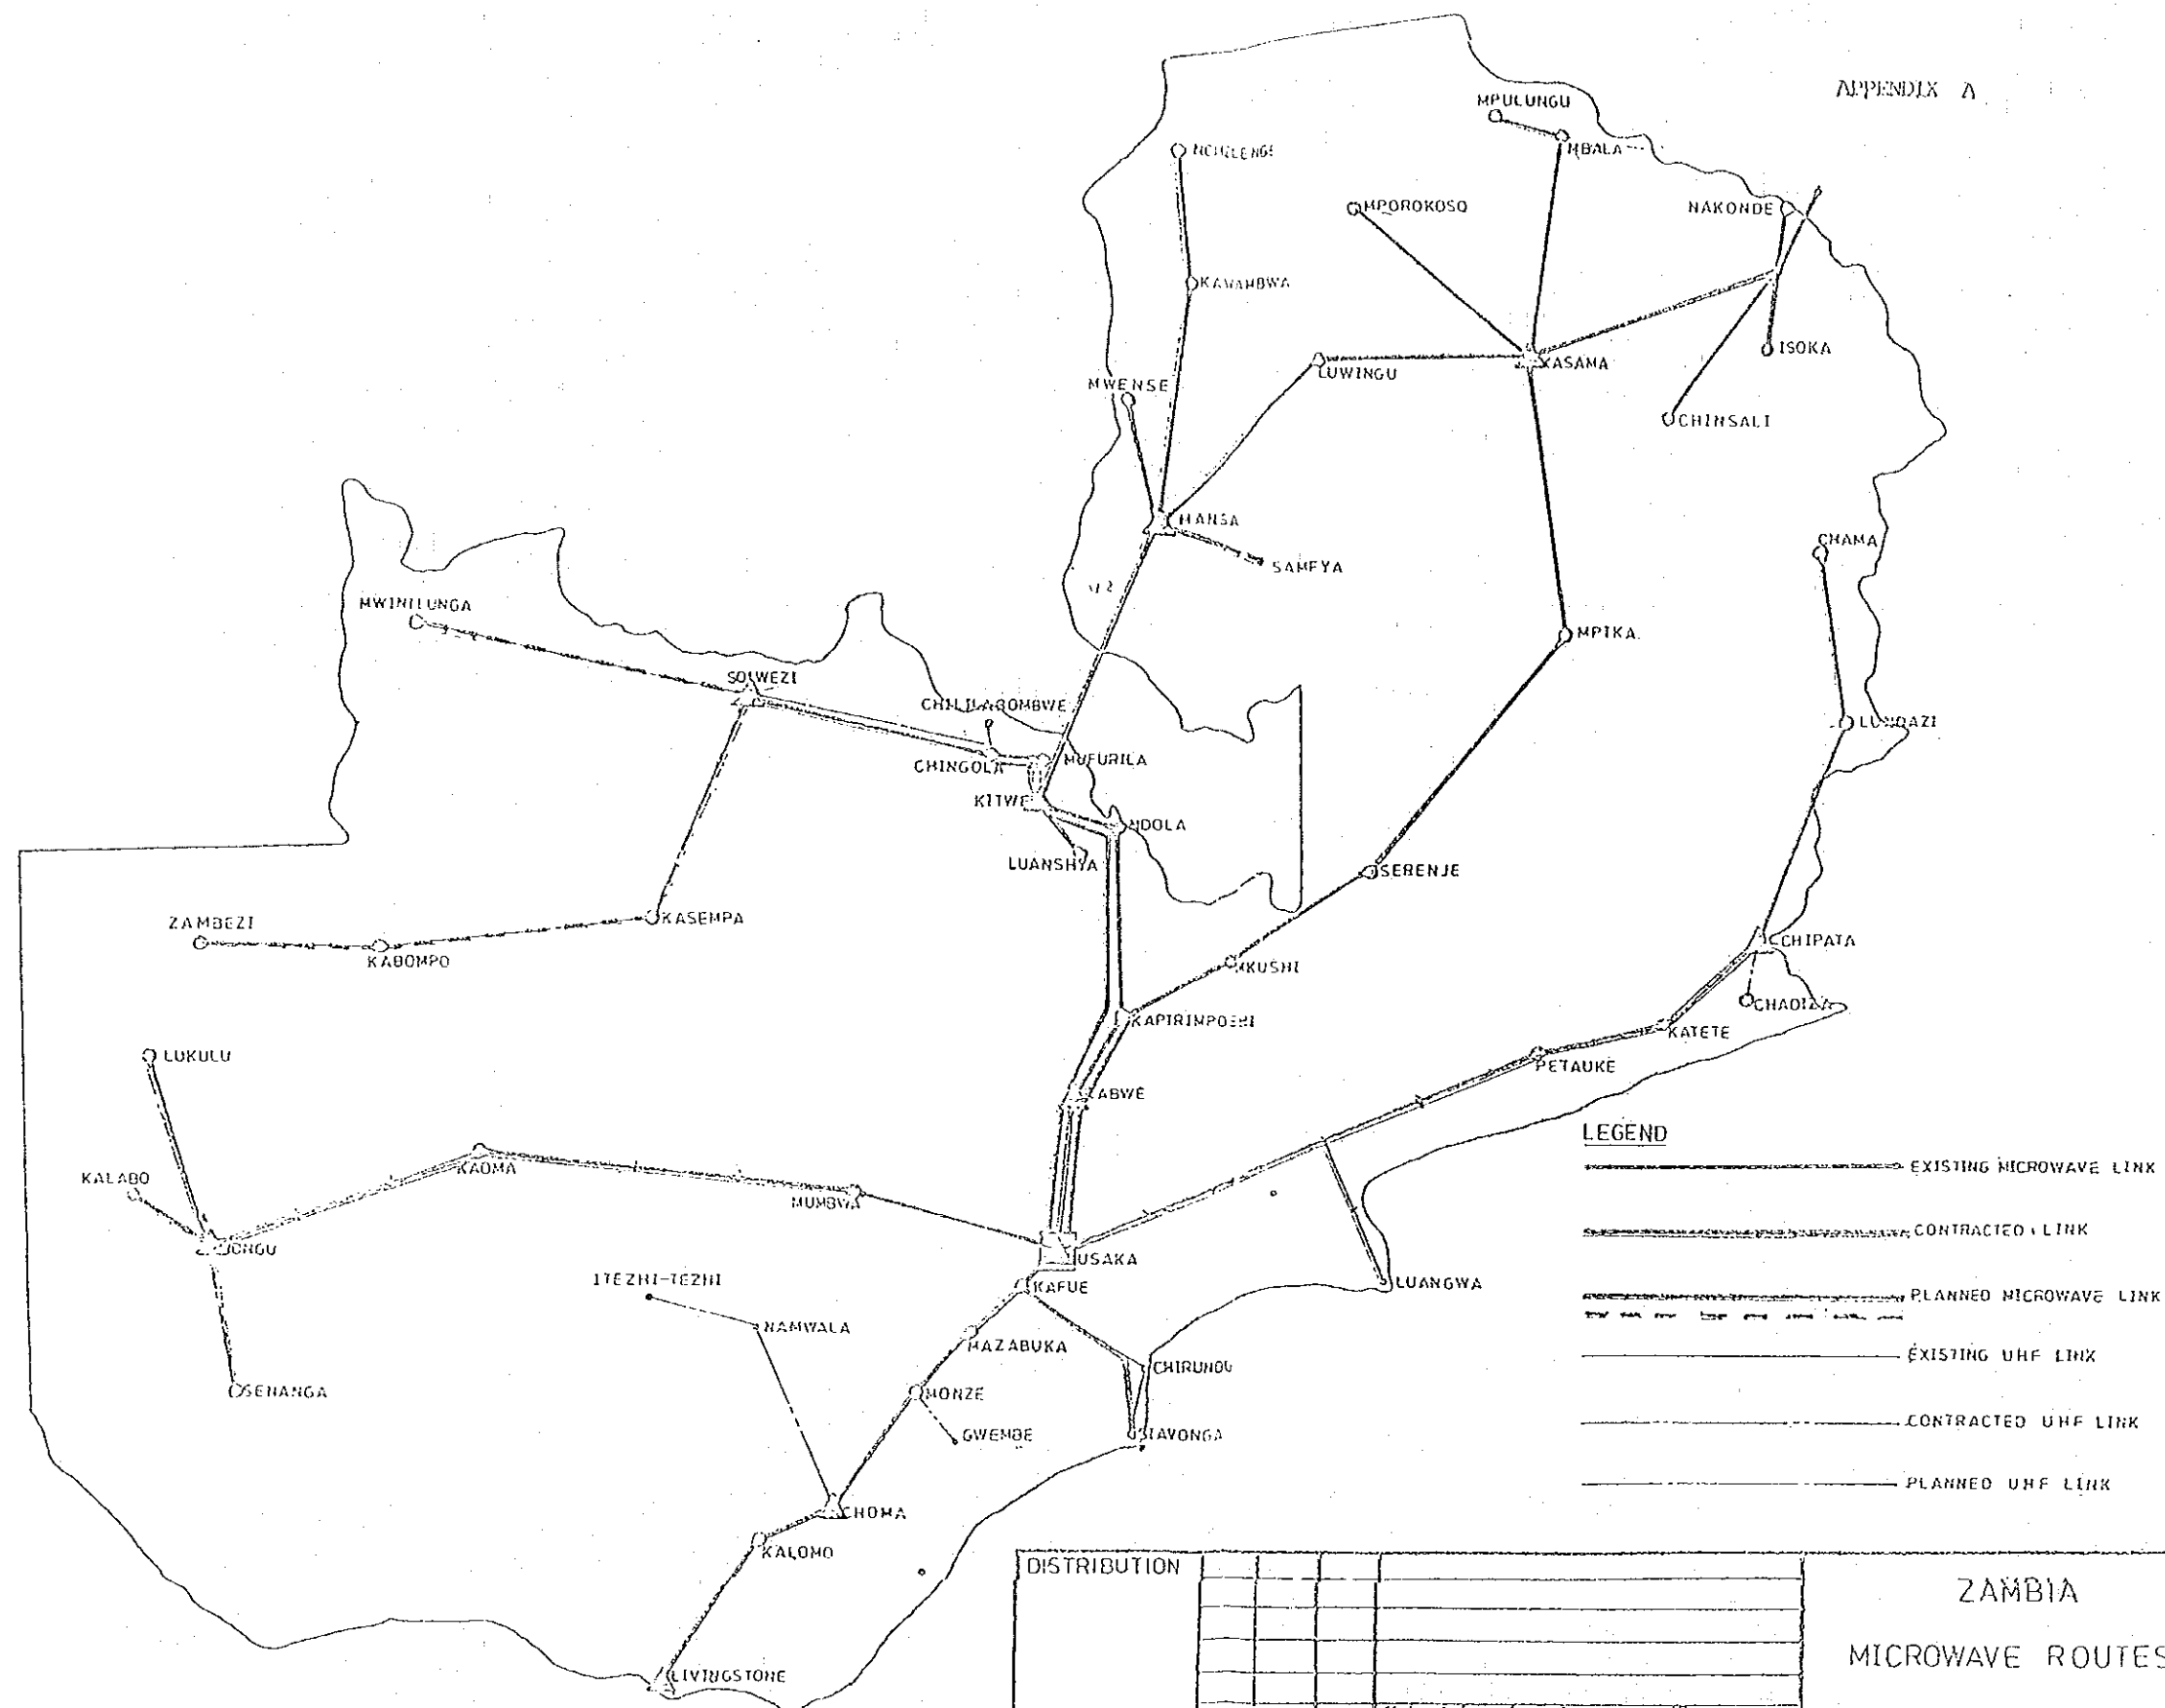 APPENDIX A
MPULUNGU
MBALA
NCHELENGE
MPOROKOSO
NAKONDE
KAWAMBWA
LUWINGU
KASAMA
ISOKA
MWENSE
CHINSALI
MANSA
SAMFYA
CHAMA
MWINILUNGA
MPIKA
SOLWEZI
CHILILABOMBWE
LUNDAZI
CHINGOLA
MUFURILA
KITWE
NDOLA
LUANSHYA
SERENJE
ZAMBEZI
KASEMPA
KABOMPO
CHIPATA
MKUSHI
CHADIZA
KAPIRIMPOSHI
KATETE
LUKULU
PETAUKE
KABWE
LEGEND
KAOMA
EXISTING MICROWAVE LINK
KALABO
MUMBWA
CONTRACTED LINK
MONGU
LUSAKA
ITEZHI-TEZHI
KAFUE
LUANGWA
PLANNED MICROWAVE LINK
NAMWALA
MAZABUKA
EXISTING UHF LINK
CHIRUNDU
SENANGA
MONZE
GWEMBE
SIAVONGA
CONTRACTED UHF LINK
PLANNED UHF LINK
CHOMA
KALOMO
DISTRIBUTION
ZAMBIA
MICROWAVE ROUTES
LIVINGSTONE